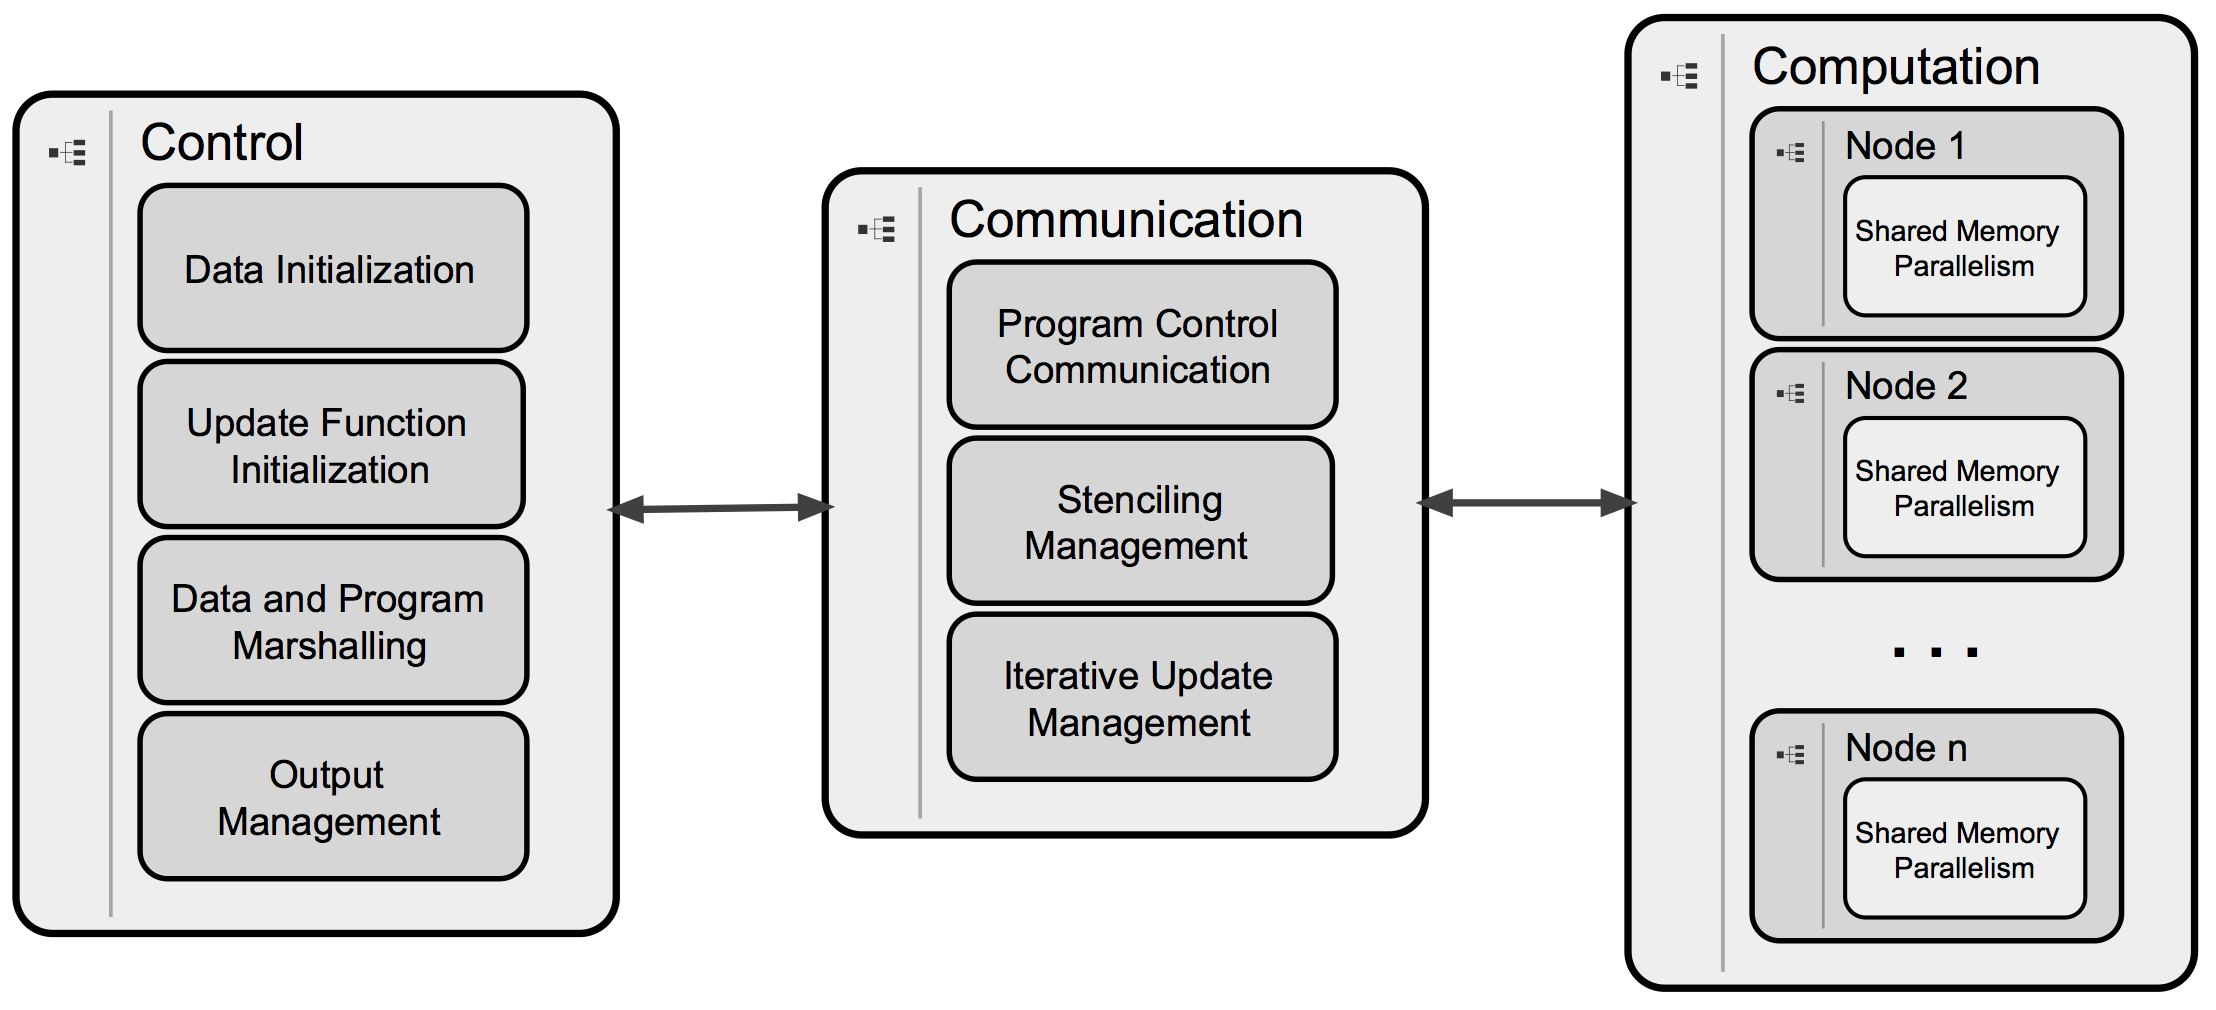 Control
Data Initialization
Update Function
Initialization
Data and Program
Marshalling
Output
Management
Communication
Program Control
Communication
Stenciling
Management
Iterative Update
Management
Computation
Node 1
Shared Memory
Parallelism
Node 2
Shared Memory
Parallelism
. . .
Node n
Shared Memory
Parallelism